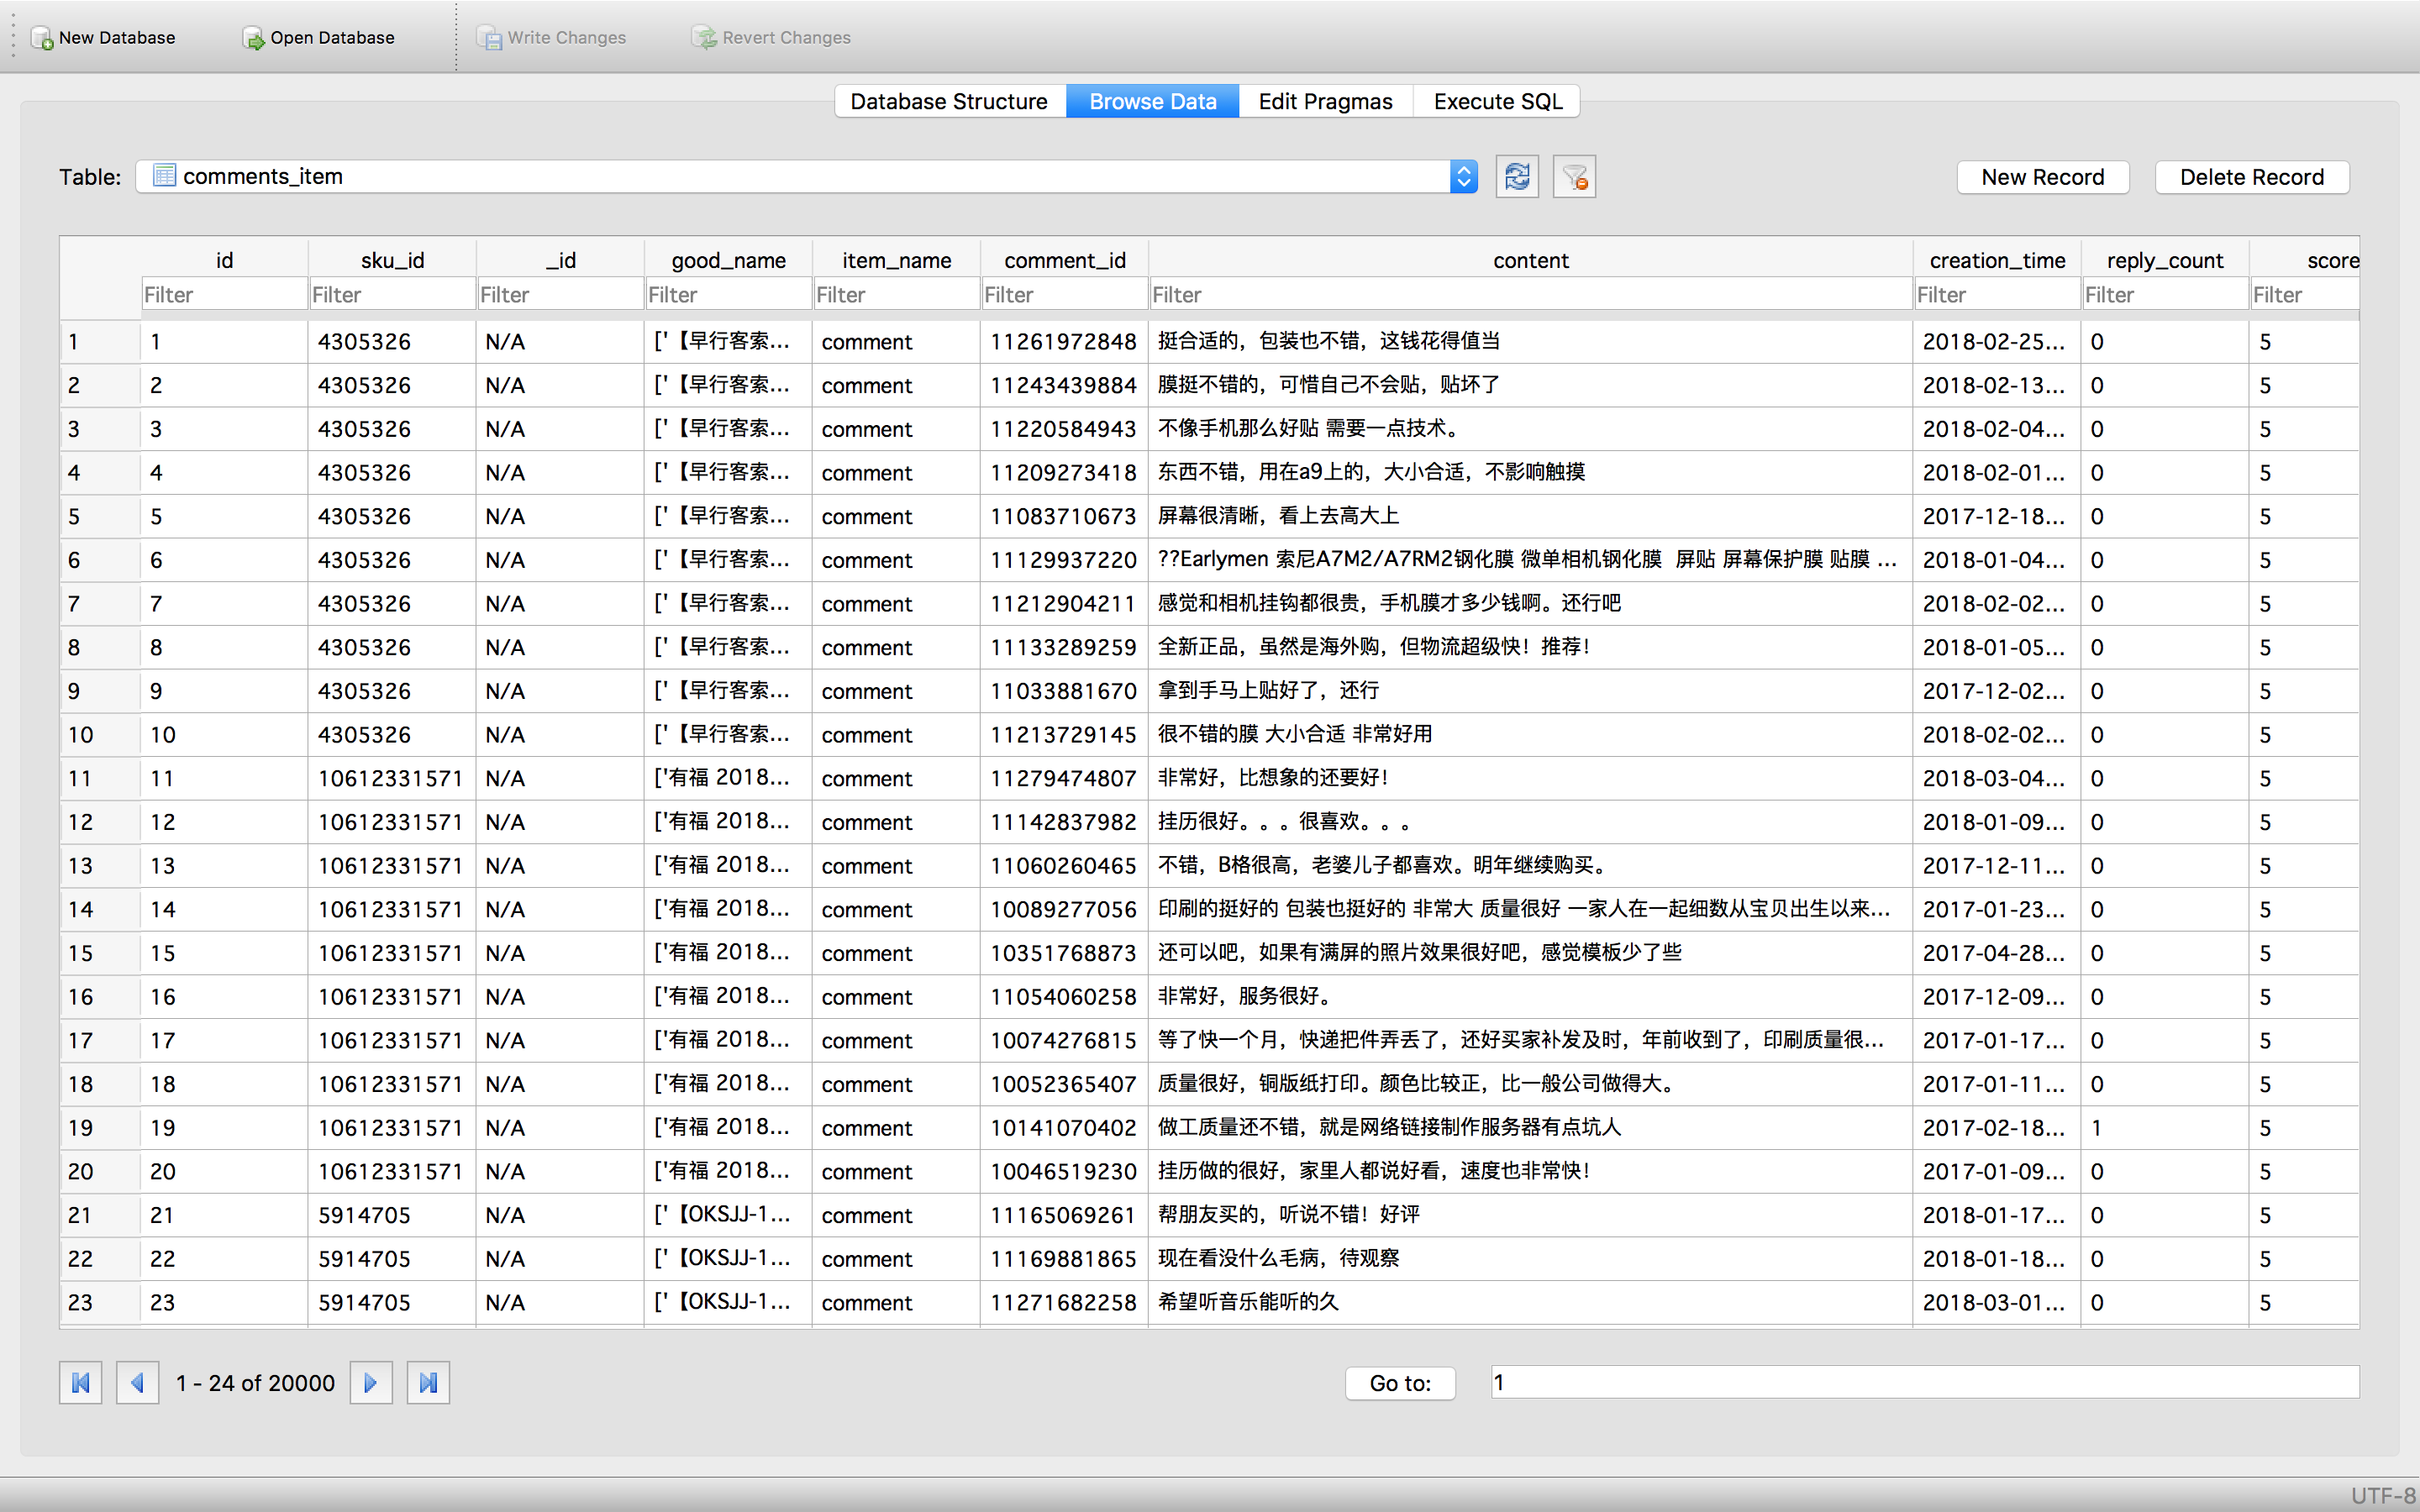 New Database Open Database Write Changes Revert Changes
Database Structure Browse Data Edit Pragmas Execute SQL
Table: comments_item New Record Delete Record
id sku_id _id good_name item_name comment_id content creation_time reply_count score
Filter Filter Filter Filter Filter Filter Filter Filter Filter Filter
1 1 4305326 N/A ['【早行客索... comment 11261972848 挺合适的，包装也不错，这钱花得值当 2018-02-25... 0 5
2 2 4305326 N/A ['【早行客索... comment 11243439884 膜挺不错的，可惜自己不会贴，贴坏了 2018-02-13... 0 5
3 3 4305326 N/A ['【早行客索... comment 11220584943 不像手机那么好贴 需要一点技术。 2018-02-04... 0 5
4 4 4305326 N/A ['【早行客索... comment 11209273418 东西不错，用在a9上的，大小合适，不影响触摸 2018-02-01... 0 5
5 5 4305326 N/A ['【早行客索... comment 11083710673 屏幕很清晰，看上去高大上 2017-12-18... 0 5
6 6 4305326 N/A ['【早行客索... comment 11129937220 ??Earlymen 索尼A7M2/A7RM2钢化膜 微单相机钢化膜  屏贴 屏幕保护膜 贴膜 ... 2018-01-04... 0 5
7 7 4305326 N/A ['【早行客索... comment 11212904211 感觉和相机挂钩都很贵，手机膜才多少钱啊。还行吧 2018-02-02... 0 5
8 8 4305326 N/A ['【早行客索... comment 11133289259 全新正品，虽然是海外购，但物流超级快！推荐！ 2018-01-05... 0 5
9 9 4305326 N/A ['【早行客索... comment 11033881670 拿到手马上贴好了，还行 2017-12-02... 0 5
10 10 4305326 N/A ['【早行客索... comment 11213729145 很不错的膜 大小合适 非常好用 2018-02-02... 0 5
11 11 10612331571 N/A ['有福 2018... comment 11279474807 非常好，比想象的还要好！ 2018-03-04... 0 5
12 12 10612331571 N/A ['有福 2018... comment 11142837982 挂历很好。。。很喜欢。。。 2018-01-09... 0 5
13 13 10612331571 N/A ['有福 2018... comment 11060260465 不错，B格很高，老婆儿子都喜欢。明年继续购买。 2017-12-11... 0 5
14 14 10612331571 N/A ['有福 2018... comment 10089277056 印刷的挺好的 包装也挺好的 非常大 质量很好 一家人在一起细数从宝贝出生以来... 2017-01-23... 0 5
15 15 10612331571 N/A ['有福 2018... comment 10351768873 还可以吧，如果有满屏的照片效果很好吧，感觉模板少了些 2017-04-28... 0 5
16 16 10612331571 N/A ['有福 2018... comment 11054060258 非常好，服务很好。 2017-12-09... 0 5
17 17 10612331571 N/A ['有福 2018... comment 10074276815 等了快一个月，快递把件弄丢了，还好买家补发及时，年前收到了，印刷质量很... 2017-01-17... 0 5
18 18 10612331571 N/A ['有福 2018... comment 10052365407 质量很好，铜版纸打印。颜色比较正，比一般公司做得大。 2017-01-11... 0 5
19 19 10612331571 N/A ['有福 2018... comment 10141070402 做工质量还不错，就是网络链接制作服务器有点坑人 2017-02-18... 1 5
20 20 10612331571 N/A ['有福 2018... comment 10046519230 挂历做的很好，家里人都说好看，速度也非常快！ 2017-01-09... 0 5
21 21 5914705 N/A ['【OKSJJ-1... comment 11165069261 帮朋友买的，听说不错！好评 2018-01-17... 0 5
22 22 5914705 N/A ['【OKSJJ-1... comment 11169881865 现在看没什么毛病，待观察 2018-01-18... 0 5
23 23 5914705 N/A ['【OKSJJ-1... comment 11271682258 希望听音乐能听的久 2018-03-01... 0 5
1 - 24 of 20000 Go to: 1
UTF-8